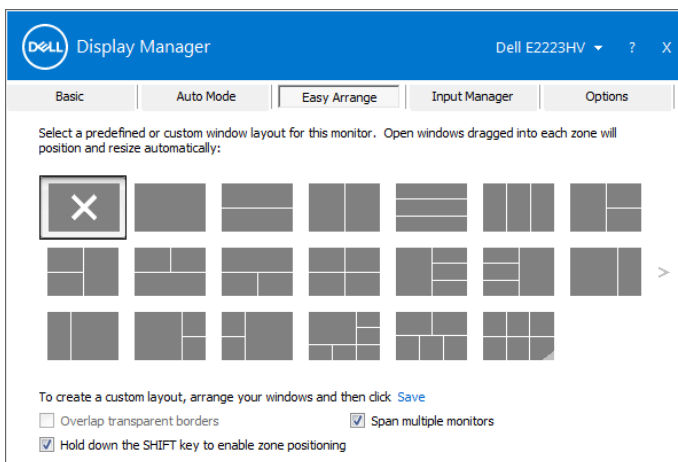 DELL Display Manager Dell E2223HV ? X
Basic Auto Mode Easy Arrange Input Manager Options
Select a predefined or custom window layout for this monitor. Open windows dragged into each zone will
position and resize automatically:
>
To create a custom layout, arrange your windows and then click Save
Overlap transparent borders Span multiple monitors
Hold down the SHIFT key to enable zone positioning